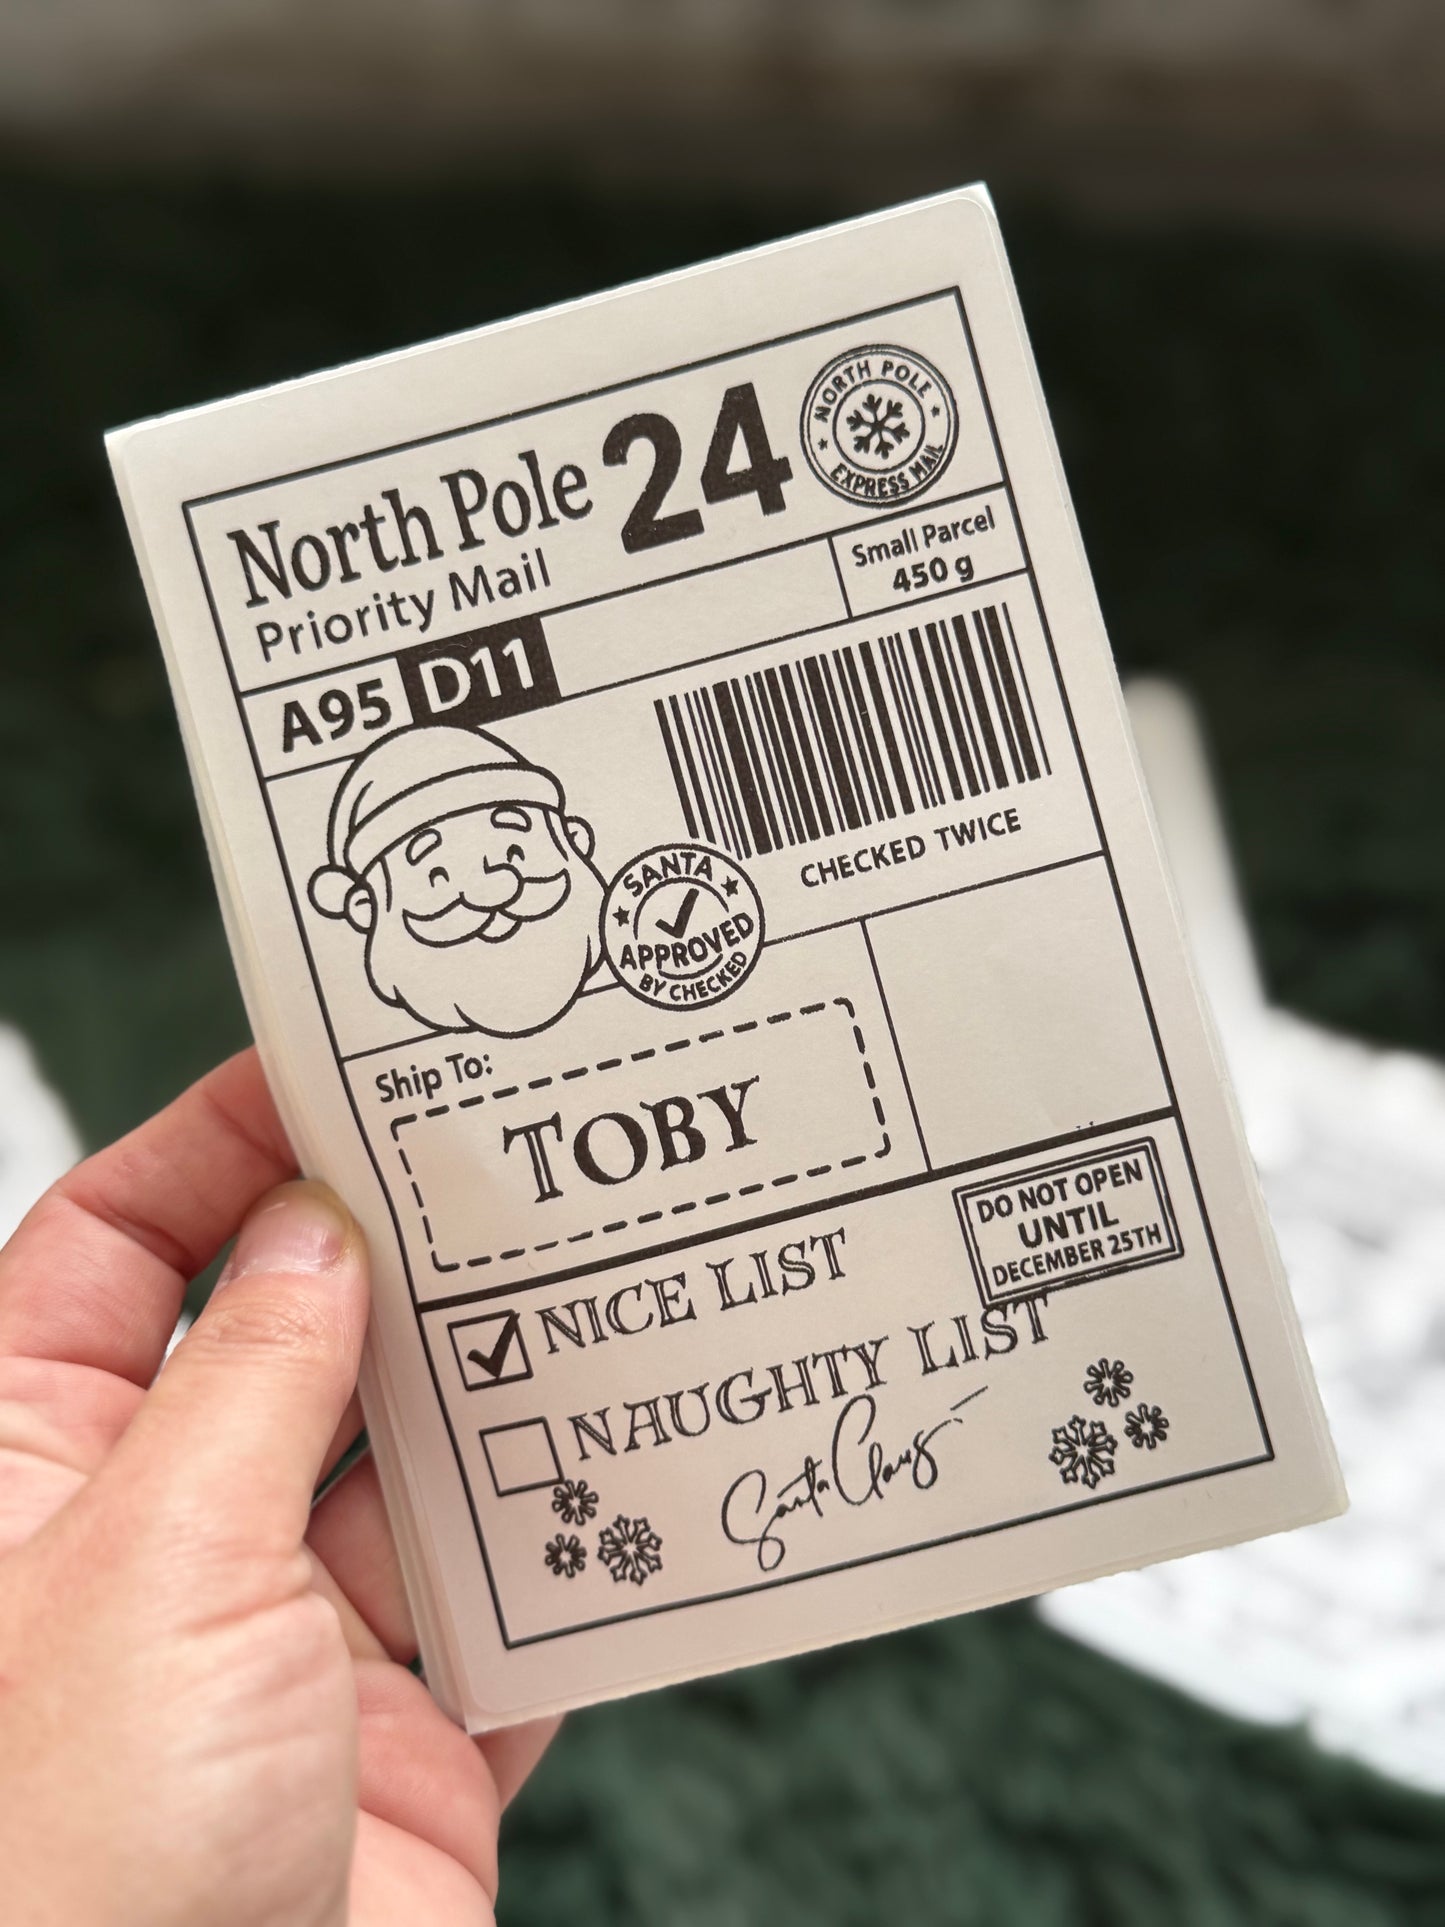 North Pole 24
Priority Mail
NORTH POLE
EXPRESS MAIL
Small Parcel
450 g
A95 D11
CHECKED TWICE
SANTA
APPROVED
BY CHECKED
Ship To:
TOBY
DO NOT OPEN
UNTIL
DECEMBER 25TH
NICE LIST
NAUGHTY LIST
Santa Claus